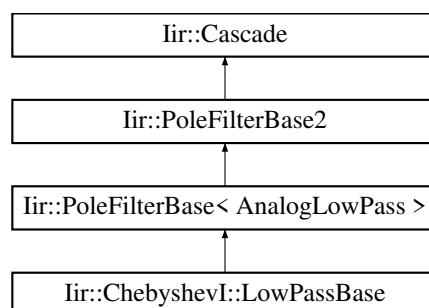 Iir::Cascade
Iir::PoleFilterBase2
Iir::PoleFilterBase< AnalogLowPass >
Iir::ChebyshevI::LowPassBase